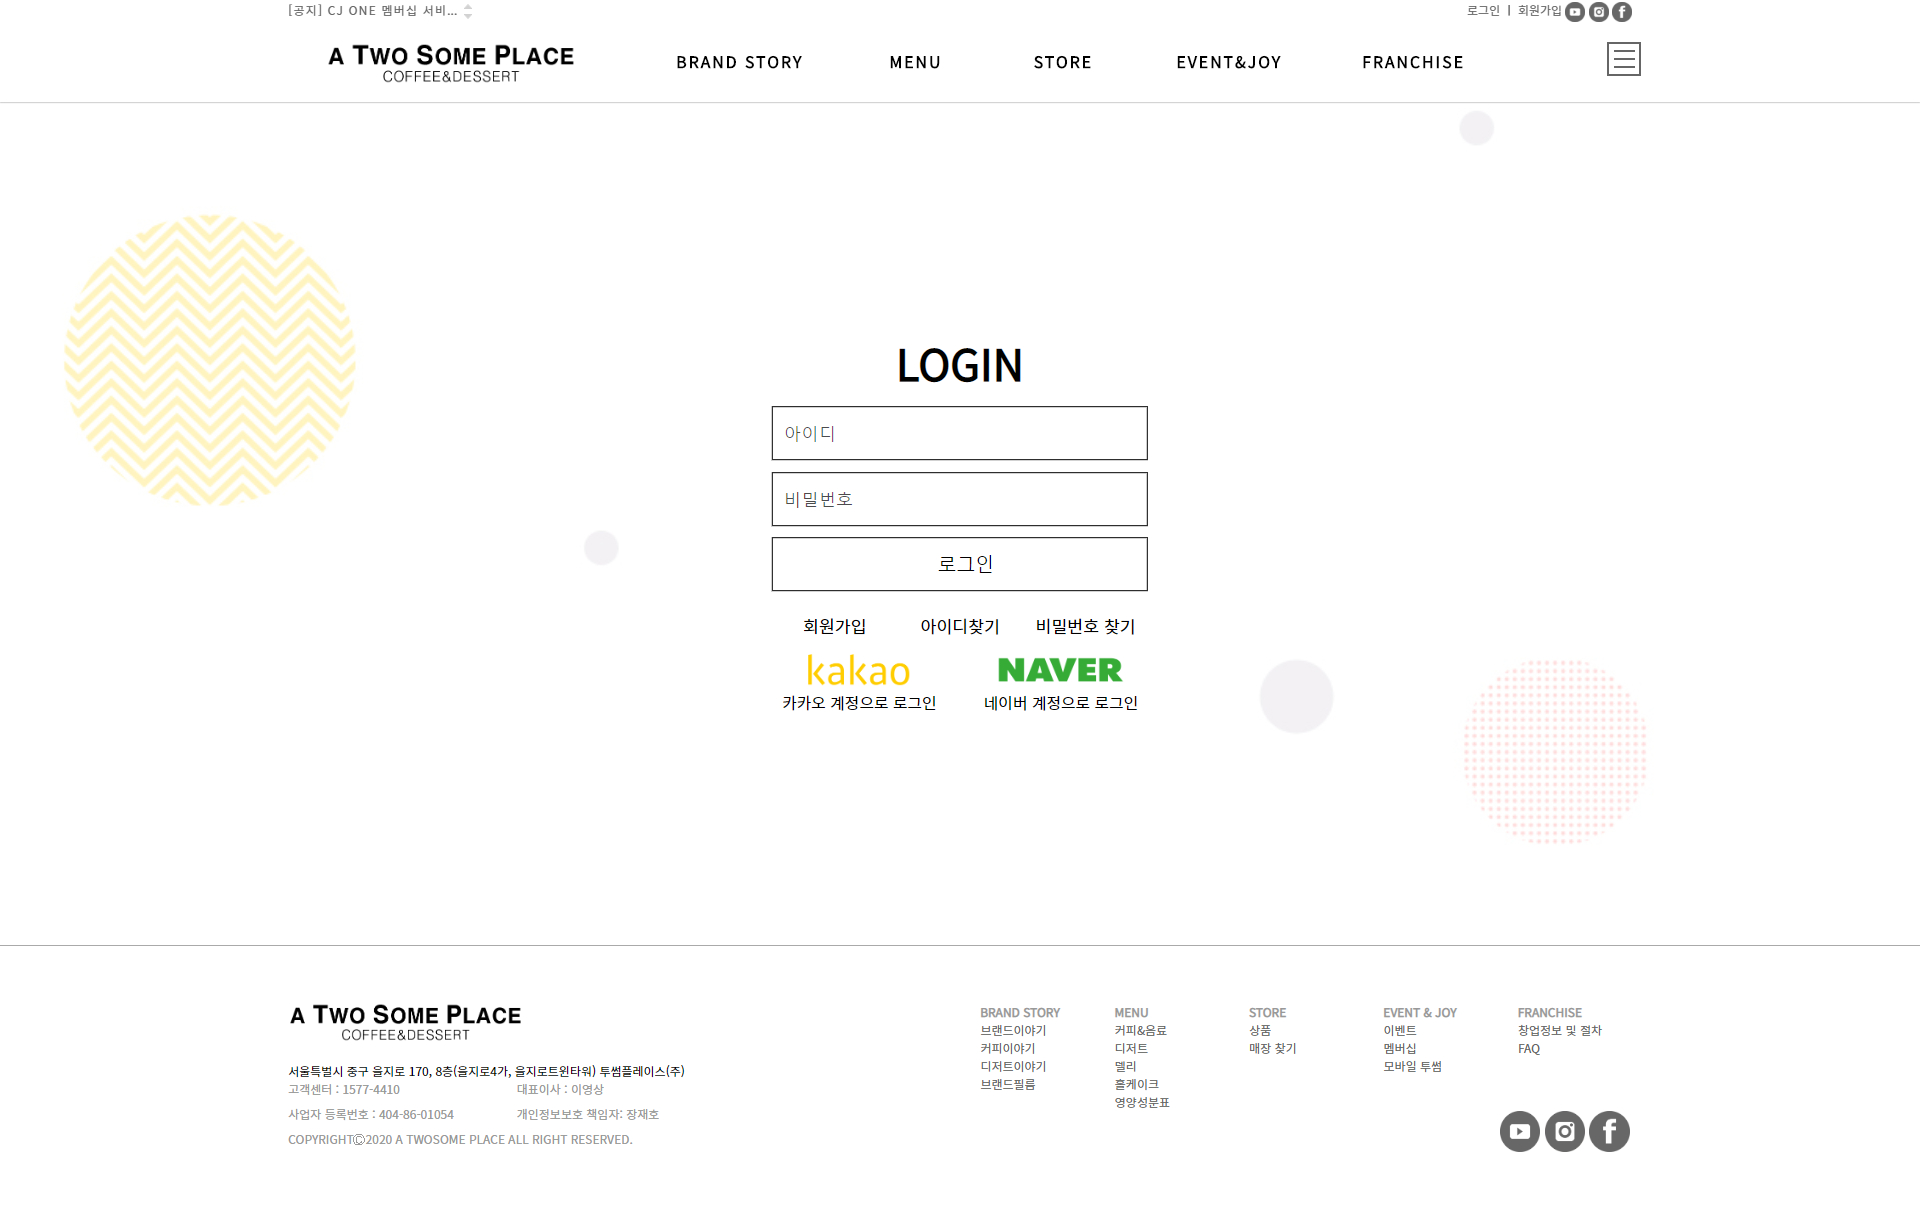 [공지] CJ ONE 멤버십 서비...
로그인 | 회원가입
A TWO SOME PLACE
COFFEE&DESSERT
BRAND STORY MENU STORE EVENT&JOY FRANCHISE
LOGIN
아이디
비밀번호
로그인
회원가입 아이디찾기 비밀번호 찾기
kakao NAVER
카카오 계정으로 로그인 네이버 계정으로 로그인
A TWO SOME PLACE
COFFEE&DESSERT
서울특별시 중구 을지로 170, 8층(을지로4가, 을지로트윈타워) 투썸플레이스(주)
고객센터 : 1577-4410 대표이사 : 이영상
사업자 등록번호 : 404-86-01054 개인정보보호 책임자: 장재호
COPYRIGHTⒸ2020 A TWOSOME PLACE ALL RIGHT RESERVED.
BRAND STORY
브랜드이야기
커피이야기
디저트이야기
브랜드필름
MENU
커피&음료
디저트
델리
홀케이크
영양성분표
STORE
상품
매장 찾기
EVENT & JOY
이벤트
멤버십
모바일 투썸
FRANCHISE
창업정보 및 절차
FAQ